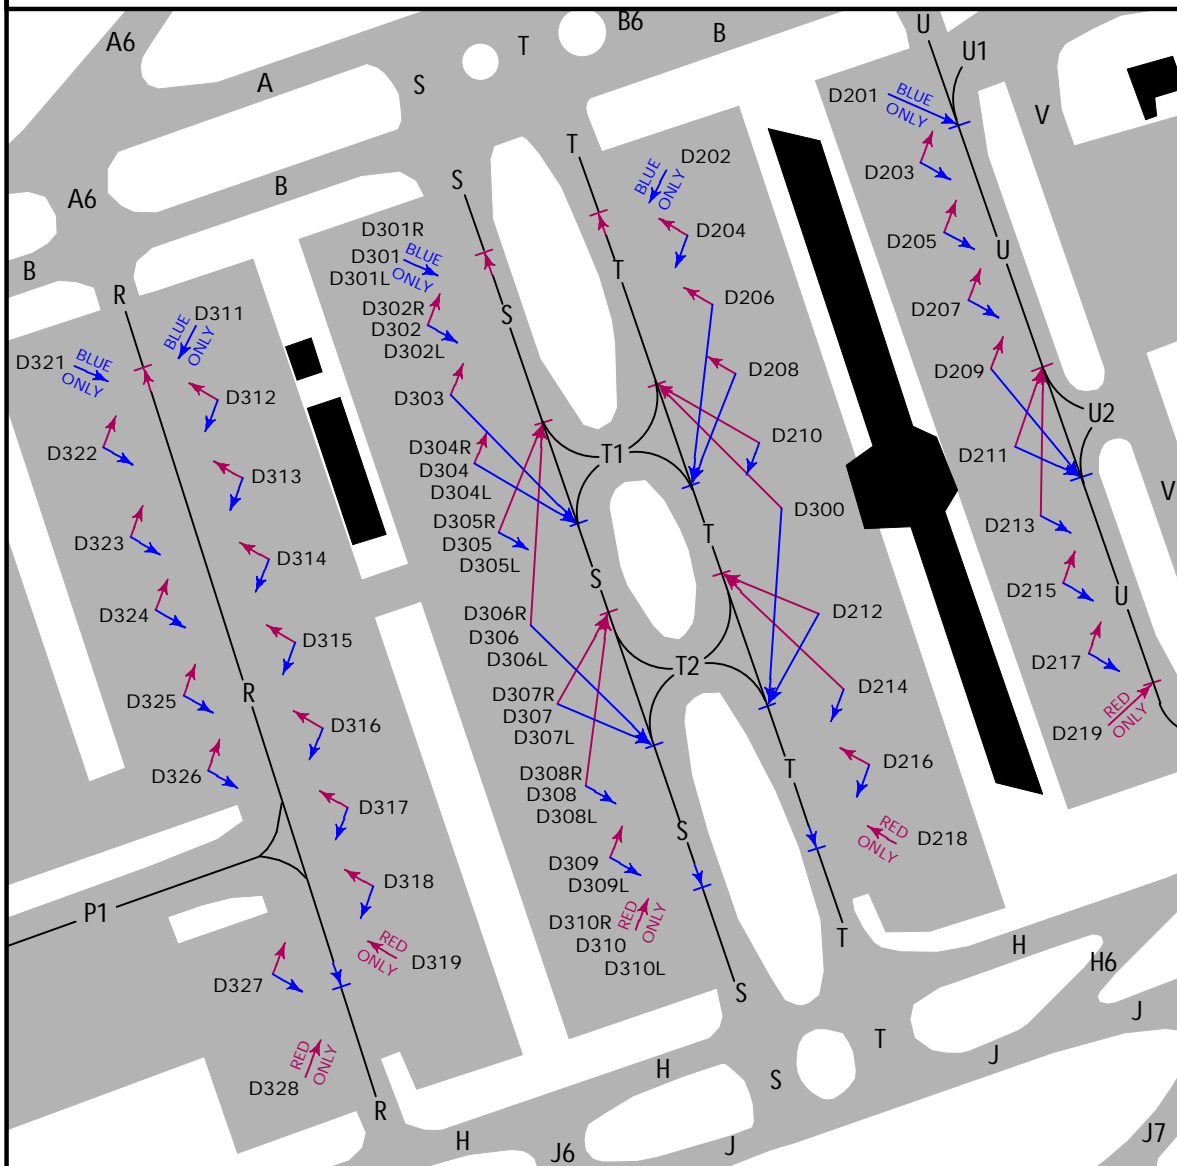 A6
T
B6
B
U
U1
A
S
V
D201
BLUE
ONLY
T
D202
BLUE
ONLY
D203
A6
B
S
D204
D205
D301R
D301
BLUE
ONLY
D301L
U
B
R
T
D206
D207
D302R
D302
D302L
S
D311
BLUE
ONLY
D321
BLUE
ONLY
D208
D209
D312
D303
U2
D322
D304R
D304
D304L
T1
D210
D211
D313
V
D300
D305R
D305
D305L
D213
D323
T
D314
S
D215
U
D324
D306R
D306
D306L
D212
D315
D217
T2
R
D307R
D307
D307L
D214
D325
RED
ONLY
D219
D316
D216
T
D326
D308R
D308
D308L
D317
S
RED
ONLY
D218
D309
D309L
D318
P1
RED
ONLY
D310R
D310
D310L
T
H
RED
ONLY
D319
H6
D327
S
J
T
J
RED
ONLY
D328
H
S
R
H
J6
J
J7